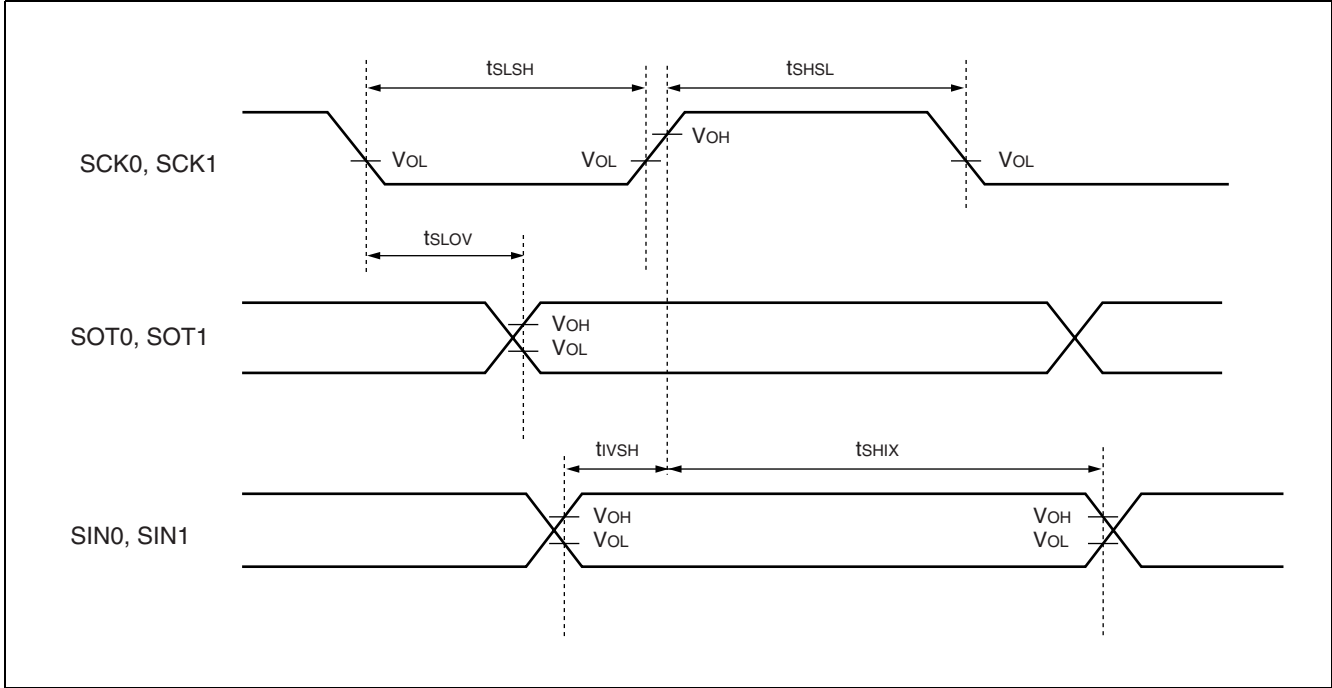 tSLSH tSHSL
SCK0, SCK1 VOL VOL VOH VOL
tSLOV
SOT0, SOT1 VOH
VOL
tIVSH tSHIX
SIN0, SIN1 VOH VOH
VOL VOL